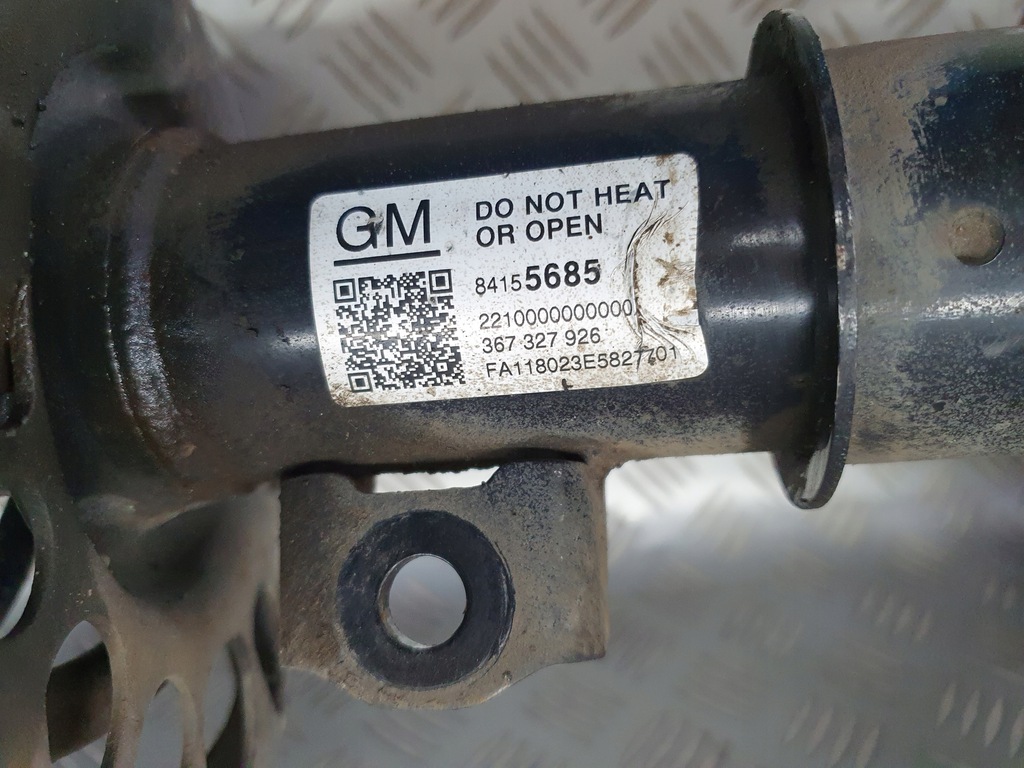 GM
DO NOT HEAT
OR OPEN
84155685
2210000000000
367 327 926
FA118023E5827701